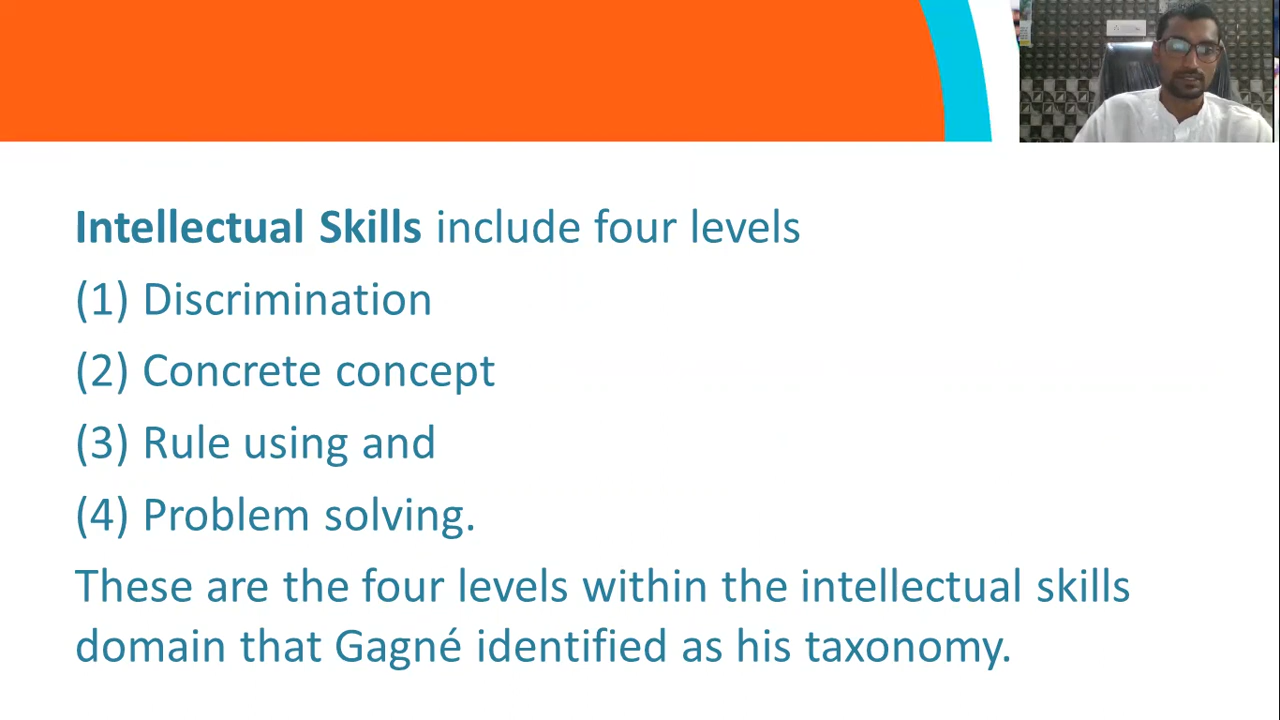 Intellectual Skills include four levels
(1) Discrimination
(2) Concrete concept
(3) Rule using and
(4) Problem solving.
These are the four levels within the intellectual skills
domain that Gagné identified as his taxonomy.